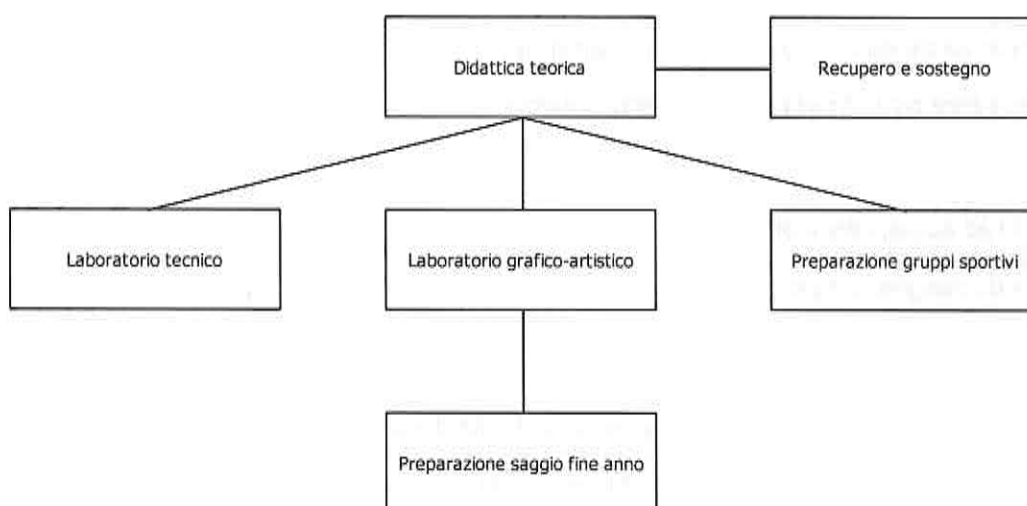 Didattica teorica
Recupero e sostegno
Laboratorio tecnico
Laboratorio grafico-artistico
Preparazione gruppi sportivi
Preparazione saggio fine anno